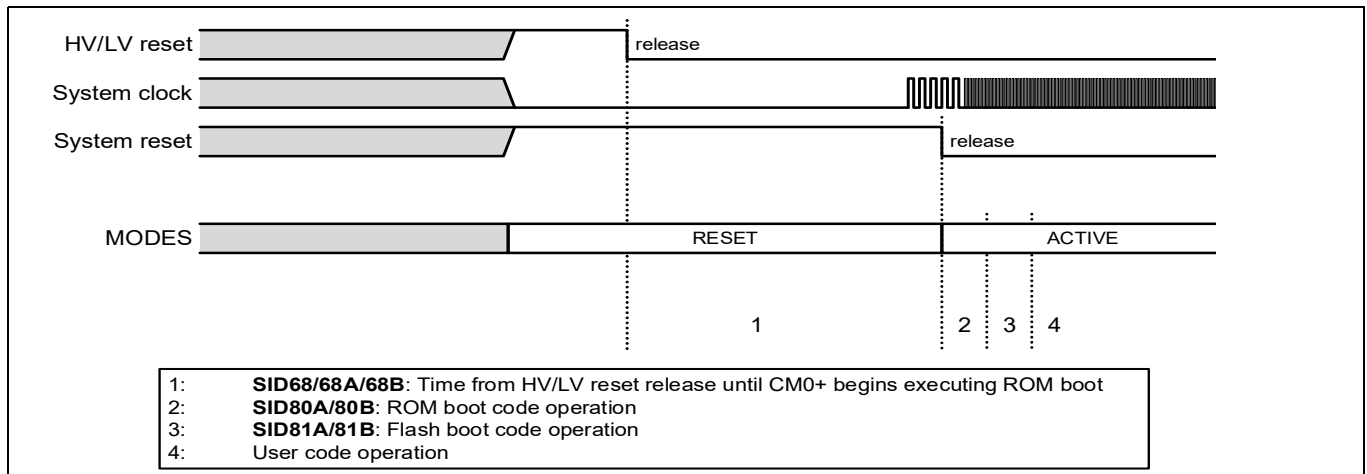 HV/LV reset
release
System clock
System reset
release
MODES
RESET
ACTIVE
1
2
3
4
1: SID68/68A/68B: Time from HV/LV reset release until CM0+ begins executing ROM boot
2: SID80A/80B: ROM boot code operation
3: SID81A/81B: Flash boot code operation
4: User code operation